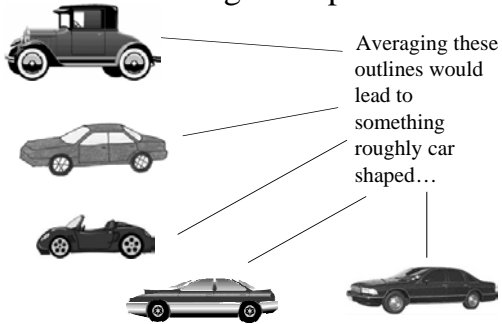 Averaging these
outlines would
lead to
something
roughly car
shaped…